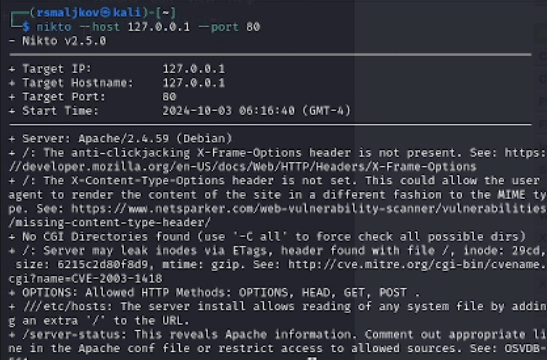 (rsmaljkov㉿kali)-[~]
$ nikto --host 127.0.0.1 --port 80
- Nikto v2.5.0
+ Target IP: 127.0.0.1
+ Target Hostname: 127.0.0.1
+ Target Port: 80
+ Start Time: 2024-10-03 06:16:40 (GMT-4)
+ Server: Apache/2.4.59 (Debian)
+ /: The anti-clickjacking X-Frame-Options header is not present. See: https:
//developer.mozilla.org/en-US/docs/Web/HTTP/Headers/X-Frame-Options
+ /: The X-Content-Type-Options header is not set. This could allow the user
agent to render the content of the site in a different fashion to the MIME ty
pe. See: https://www.netsparker.com/web-vulnerability-scanner/vulnerabilities
/missing-content-type-header/
+ No CGI Directories found (use '-C all' to force check all possible dirs)
+ /: Server may leak inodes via ETags, header found with file /, inode: 29cd,
size: 6215c2d80f8d9, mtime: gzip. See: http://cve.mitre.org/cgi-bin/cvename.
cgi?name=CVE-2003-1418
+ OPTIONS: Allowed HTTP Methods: OPTIONS, HEAD, GET, POST .
+ ///etc/hosts: The server install allows reading of any system file by addin
g an extra '/' to the URL.
+ /server-status: This reveals Apache information. Comment out appropriate li
ne in the Apache conf file or restrict access to allowed sources. See: OSVDB-